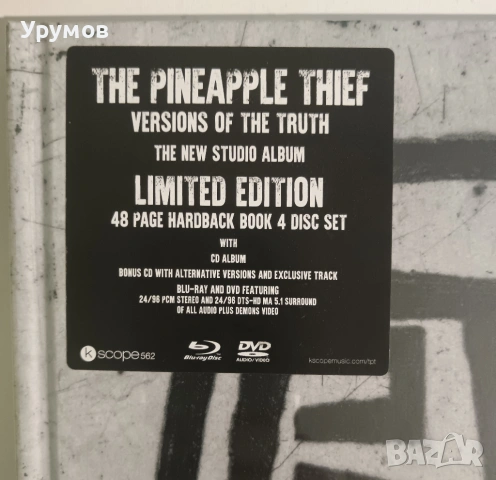 Урумов
THE PINEAPPLE THIEF
VERSIONS OF THE TRUTH
THE NEW STUDIO ALBUM
LIMITED EDITION
48 PAGE HARDBACK BOOK 4 DISC SET
WITH
CD ALBUM
BONUS CD WITH ALTERNATIVE VERSIONS AND EXCLUSIVE TRACK
BLU-RAY AND DVD FEATURING
24/96 PCM STEREO AND 24/96 DTS-HD MA 5.1 SURROUND
OF ALL AUDIO PLUS DEMONS VIDEO
k scope 562
Blu-ray Disc
DVD
AUDIO/VIDEO
kscopemusic.com/tpt
BAZAR